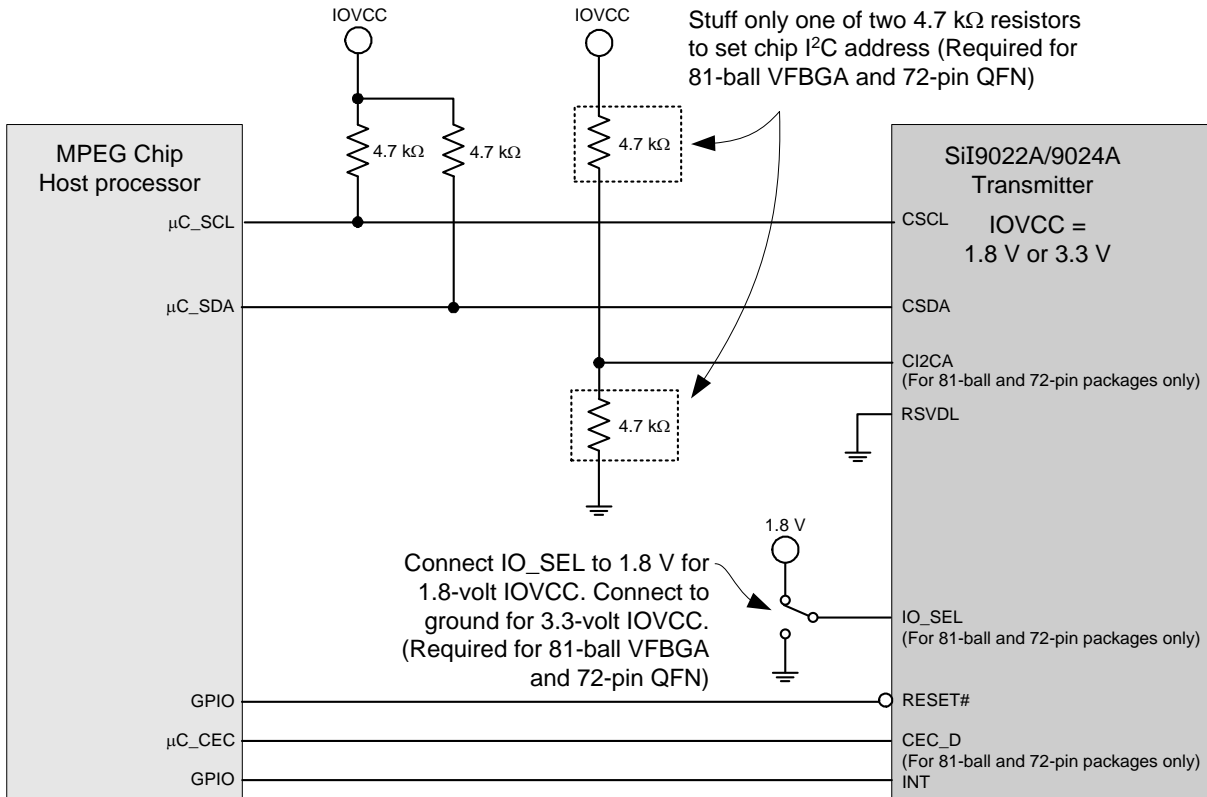 IOVCC
IOVCC
Stuff only one of two 4.7 kΩ resistors
to set chip I²C address (Required for
81-ball VFBGA and 72-pin QFN)
MPEG Chip
Host processor
4.7 kΩ
4.7 kΩ
4.7 kΩ
SiI9022A/9024A
Transmitter
IOVCC =
1.8 V or 3.3 V
μC_SCL
CSCL
μC_SDA
CSDA
CI2CA
(For 81-ball and 72-pin packages only)
4.7 kΩ
RSVDL
1.8 V
Connect IO_SEL to 1.8 V for
1.8-volt IOVCC. Connect to
ground for 3.3-volt IOVCC.
(Required for 81-ball VFBGA
and 72-pin QFN)
IO_SEL
(For 81-ball and 72-pin packages only)
GPIO
RESET#
μC_CEC
CEC_D
(For 81-ball and 72-pin packages only)
GPIO
INT